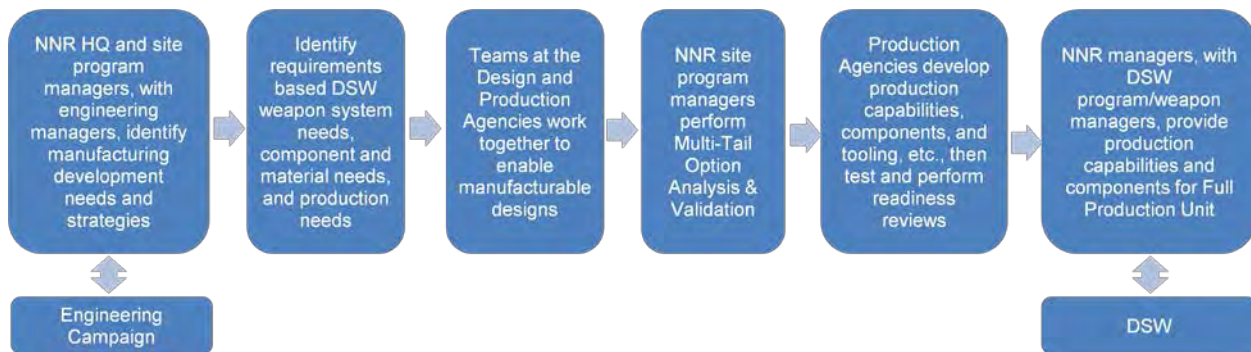 NNR HQ and site
program
managers, with
engineering
managers, identify
manufacturing
development
needs and
strategies
Identify
requirements
based DSW
weapon system
needs,
component and
material needs,
and production
needs
Teams at the
Design and
Production
Agencies work
together to
enable
manufacturable
designs
NNR site
program
managers
perform
Multi-Tail
Option
Analysis &
Validation
Production
Agencies develop
production
capabilities,
components, and
tooling, etc., then
test and perform
readiness
reviews
NNR managers, with
DSW
program/weapon
managers, provide
production
capabilities and
components for Full
Production Unit
Engineering
Campaign
DSW